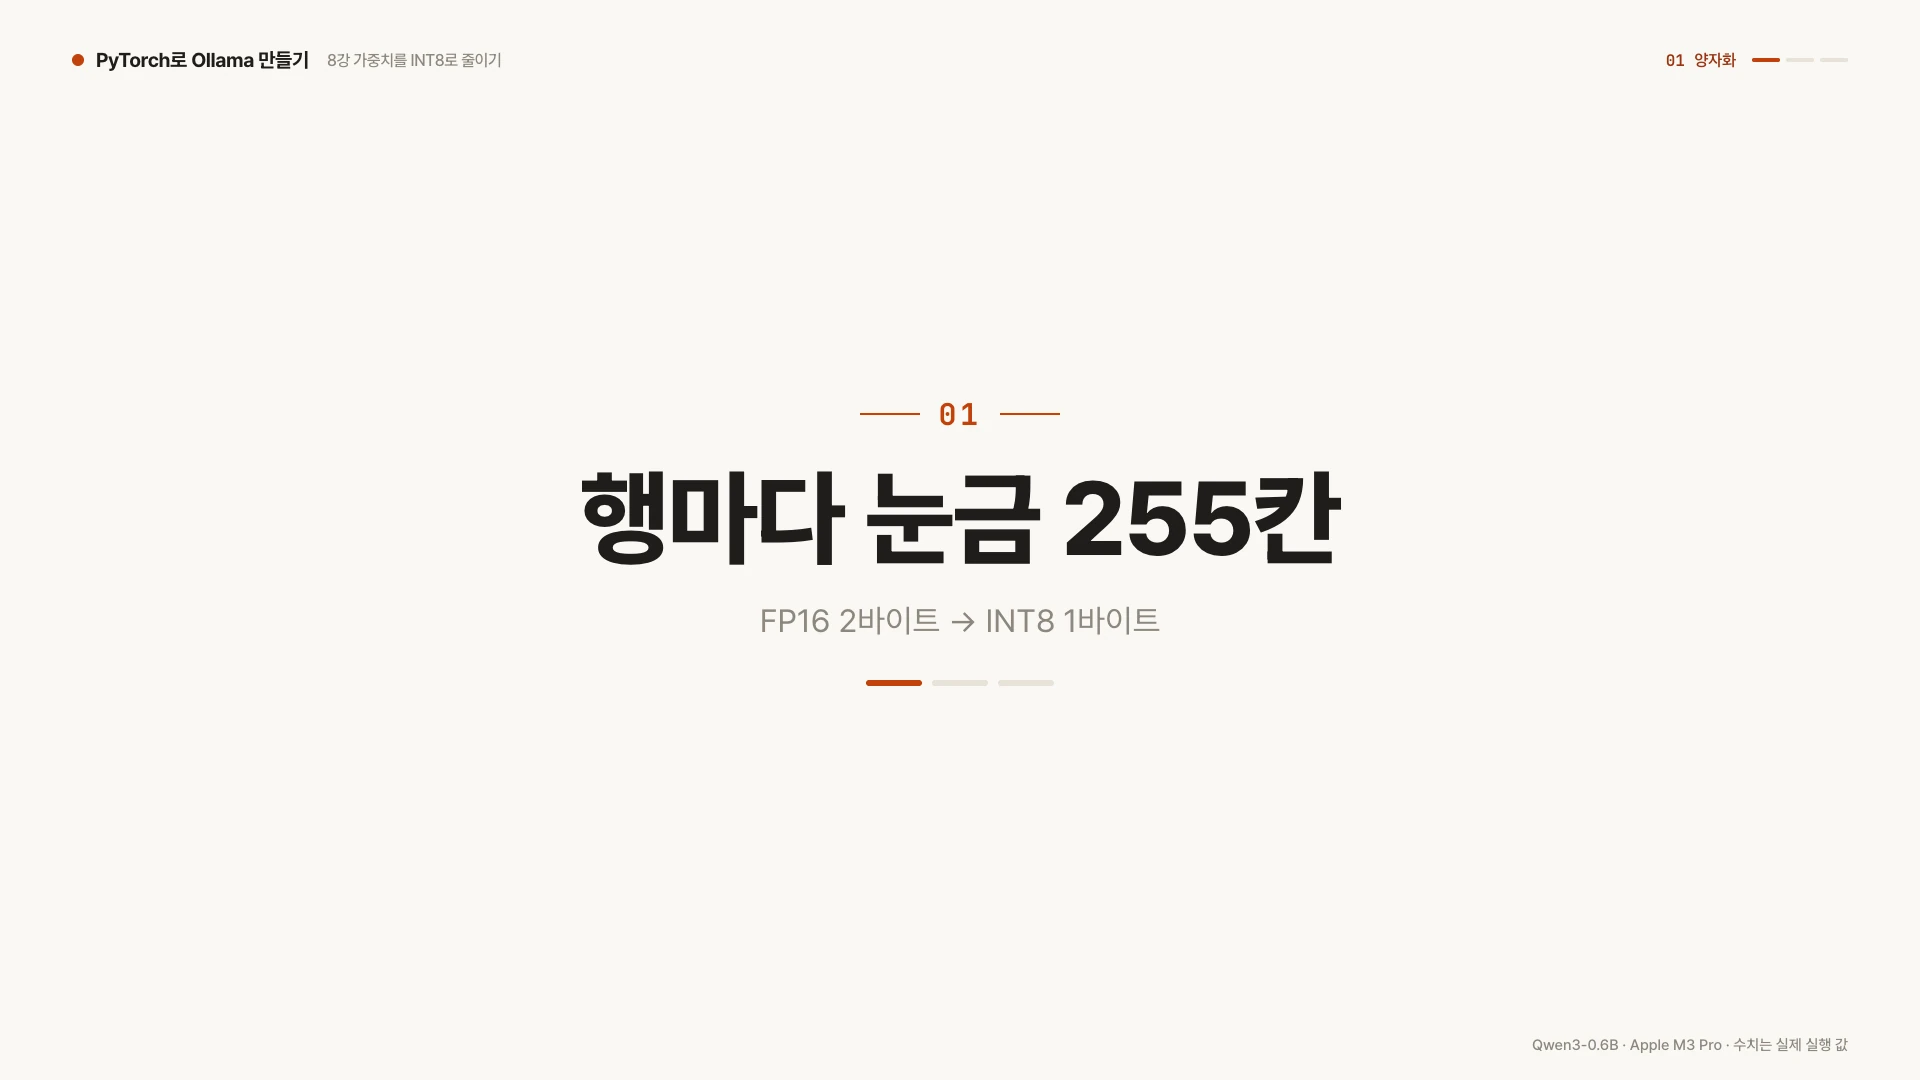 PyTorch로 Ollama 만들기 8강 가중치를 INT8로 줄이기
01 양자화
01
행마다 눈금 255칸
FP16 2바이트 → INT8 1바이트
Qwen3-0.6B · Apple M3 Pro · 수치는 실제 실행 값